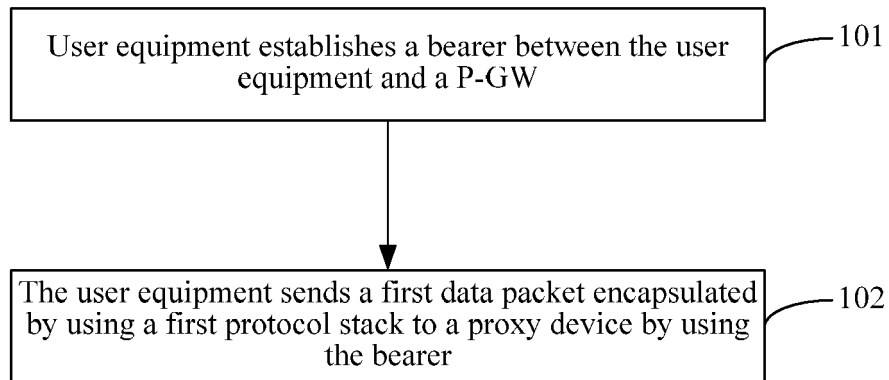 User equipment establishes a bearer between the user
equipment and a P-GW
101
The user equipment sends a first data packet encapsulated
by using a first protocol stack to a proxy device by using
the bearer
102